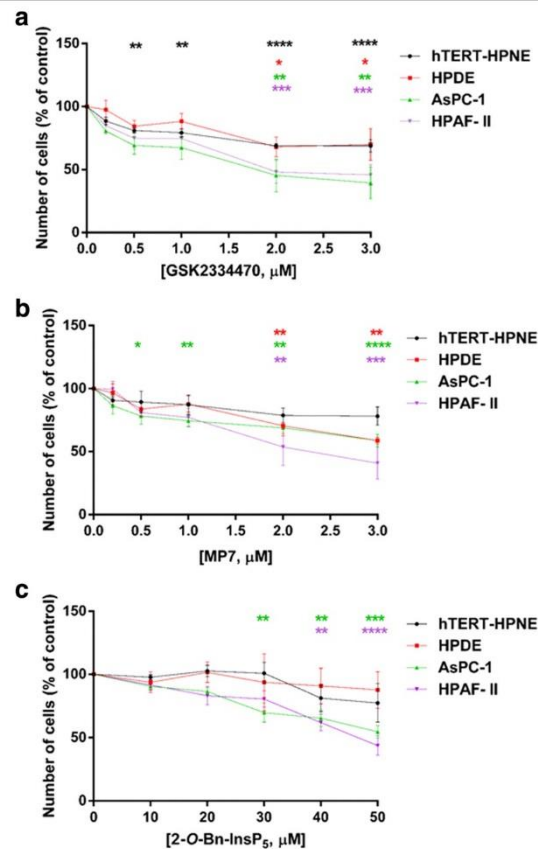 a
150
100
50
0
** ** **** ****
* *
** **
*** ***
0.0 0.5 1.0 1.5 2.0 2.5 3.0
[GSK2334470, μM]
Number of cells (% of control)
hTERT-HPNE
HPDE
AsPC-1
HPAF- II
b
150
100
50
0
** **
* ** ** ****
** ***
0.0 0.5 1.0 1.5 2.0 2.5 3.0
[MP7, μM]
Number of cells (% of control)
hTERT-HPNE
HPDE
AsPC-1
HPAF- II
c
150
100
50
0
** ** ***
** ****
0 10 20 30 40 50
[2-O-Bn-InsP5, μM]
Number of cells (% of control)
hTERT-HPNE
HPDE
AsPC-1
HPAF- II